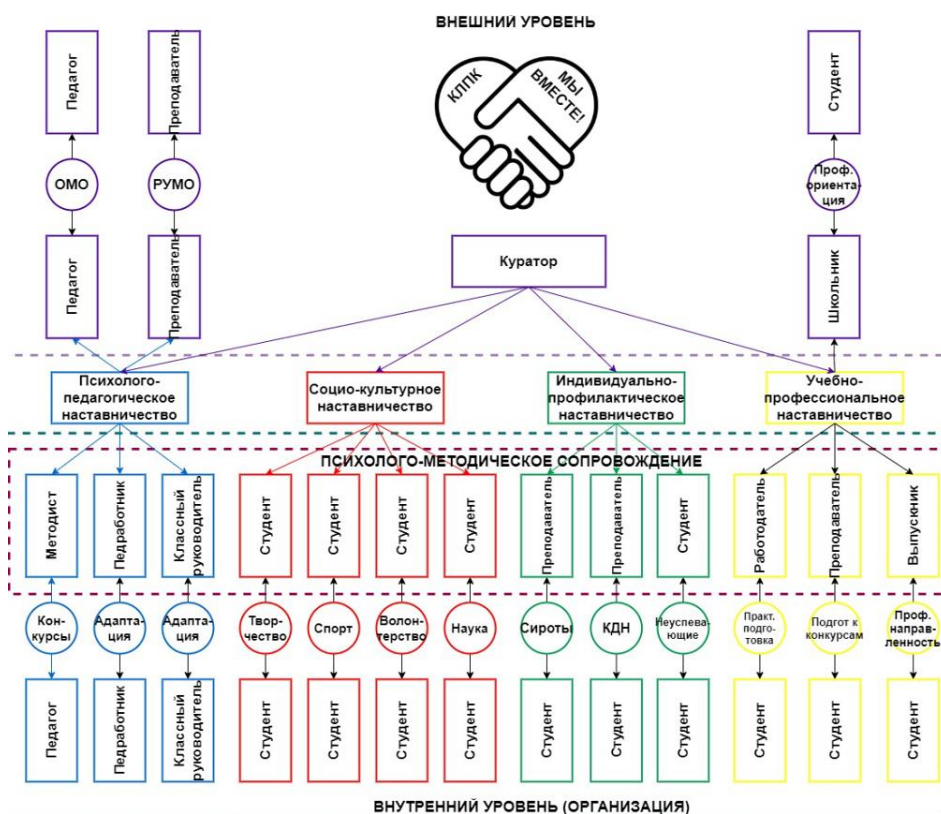 ВНЕШНИЙ УРОВЕНЬ
Педагог
Преподаватель
КЛПК
МЫ
ВМЕСТЕ!
Студент
ОМО
РУМО
Проф.
ориента-
ция
Педагог
Преподаватель
Куратор
Школьник
Психолого-
педагогическое
наставничество
Социо-культурное
наставничество
Индивидуально-
профилактическое
наставничество
Учебно-
профессиональное
наставничество
ПСИХОЛОГО-МЕТОДИЧЕСКОЕ СОПРОВОЖДЕНИЕ
Методист
Педработник
Классный
руководитель
Студент
Студент
Студент
Студент
Преподаватель
Преподаватель
Студент
Работодатель
Преподаватель
Выпускник
Кон-
курсы
Адапта-
ция
Адапта-
ция
Твор-
чество
Спорт
Волон-
терство
Наука
Сироты
КДН
Неуспева-
ющие
Практ.
подго-
товка
Подгот к
конкурсам
Проф.
направ-
ленность
Педагог
Педработник
Классный
руководитель
Студент
Студент
Студент
Студент
Студент
Студент
Студент
Студент
Студент
Студент
ВНУТРЕННИЙ УРОВЕНЬ (ОРГАНИЗАЦИЯ)